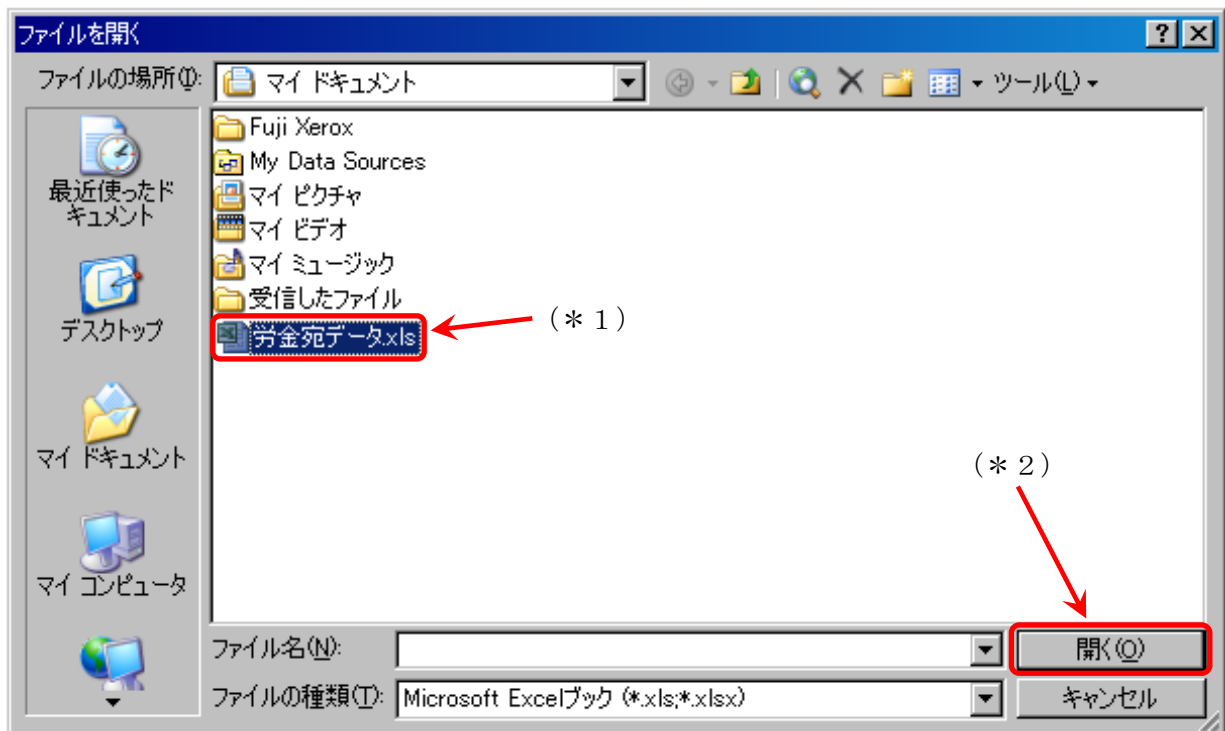 ファイルを開く
ファイルの場所(I):
マイ ドキュメント
ツール(L)
最近使ったド
キュメント
デスクトップ
マイ ドキュメント
マイ コンピュータ
Fuji Xerox
My Data Sources
マイ ピクチャ
マイ ビデオ
マイ ミュージック
受信したファイル
労金宛データ.xls
(*1)
(*2)
ファイル名(N):
開く(O)
ファイルの種類(T):
Microsoft Excelブック (*.xls;*.xlsx)
キャンセル